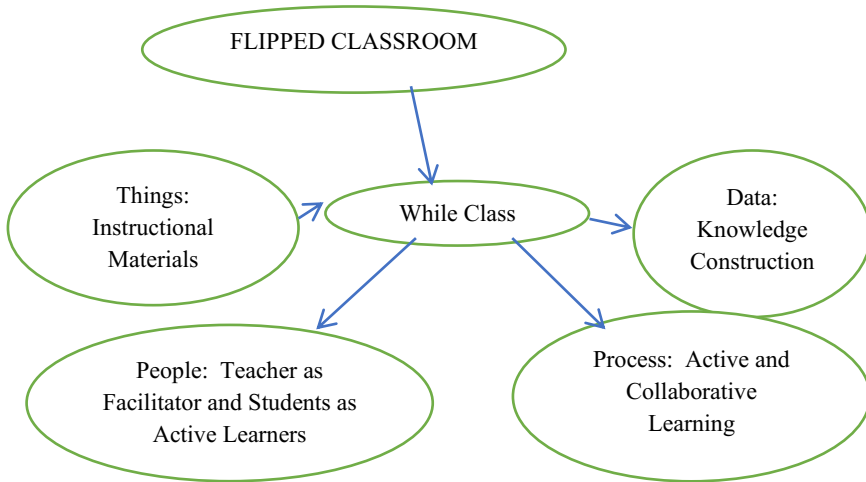 FLIPPED CLASSROOM
Things:
Instructional
Materials
While Class
Data:
Knowledge
Construction
People: Teacher as
Facilitator and Students as
Active Learners
Process: Active and
Collaborative
Learning